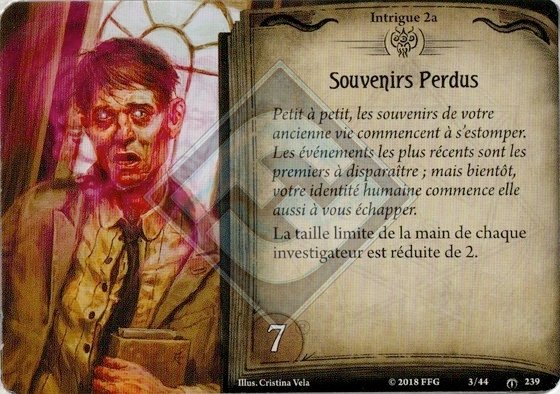 Intrigue 2a
Souvenirs Perdus
Petit à petit, les souvenirs de votre
ancienne vie commencent à s'estomper.
Les événements les plus récents sont les
premiers à disparaître ; mais bientôt,
votre identité humaine commence elle
aussi à vous échapper.
La taille limite de la main de chaque
investigateur est réduite de 2.
7
Illus. Cristina Vela
© 2018 FFG
3/44
239